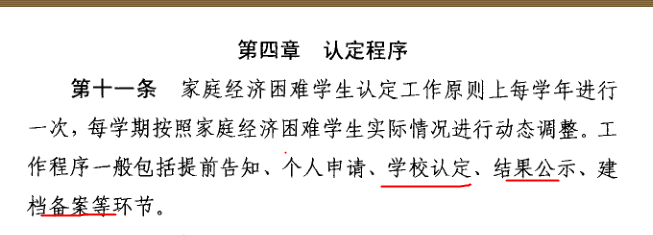 第四章 认定程序
第十一条 家庭经济困难学生认定工作原则上每学年进行
一次，每学期按照家庭经济困难学生实际情况进行动态调整。工
作程序一般包括提前告知、个人申请、学校认定、结果公示、建
档备案等环节。